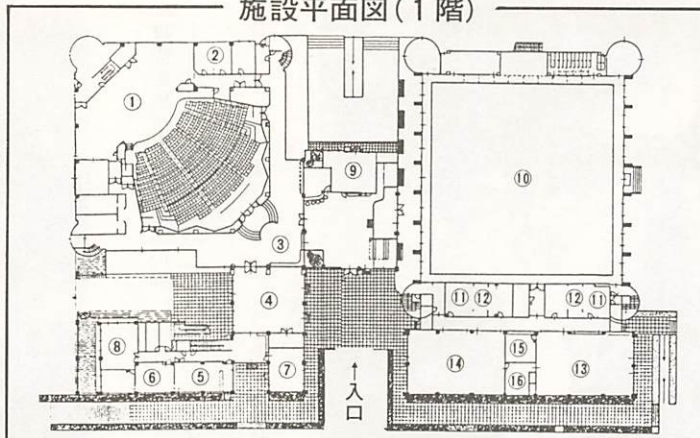 施設平面図(1階)
②
①
⑨
⑩
③
⑪ ⑫ ⑫ ⑪
④
⑧
⑥ ⑤ ⑦
⑭ ⑮ ⑬
⑯
↑入口